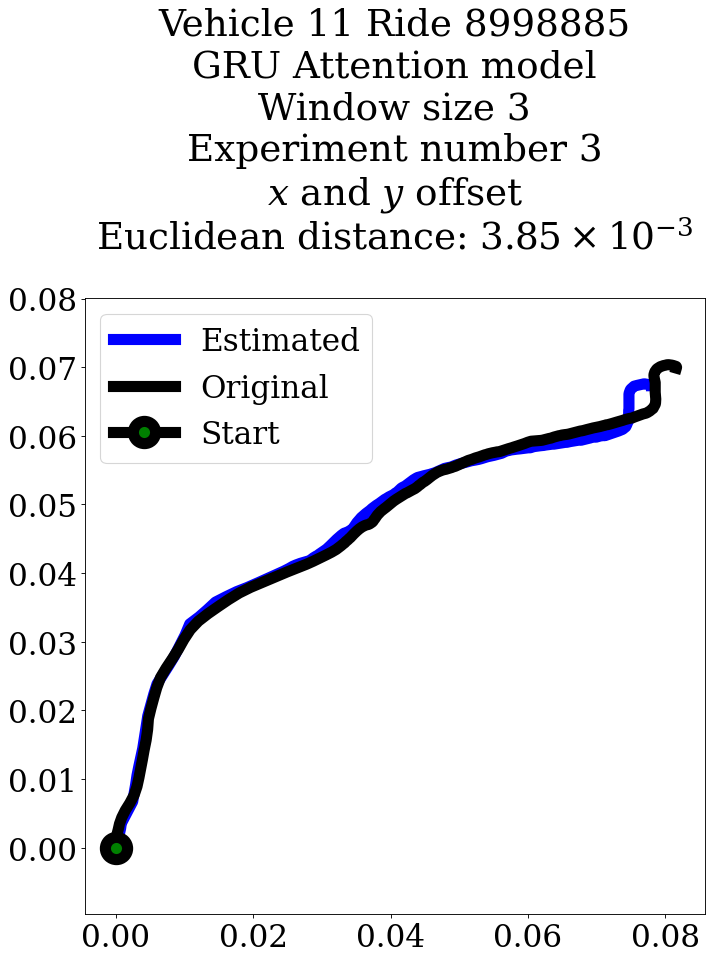 Vehicle 11 Ride 8998885
GRU Attention model
Window size 3
Experiment number 3
x and y offset
Euclidean distance: 3.85 × 10⁻³
0.08
Estimated
0.07
Original
0.06
Start
0.05
0.04
0.03
0.02
0.01
0.00
0.00 0.02 0.04 0.06 0.08